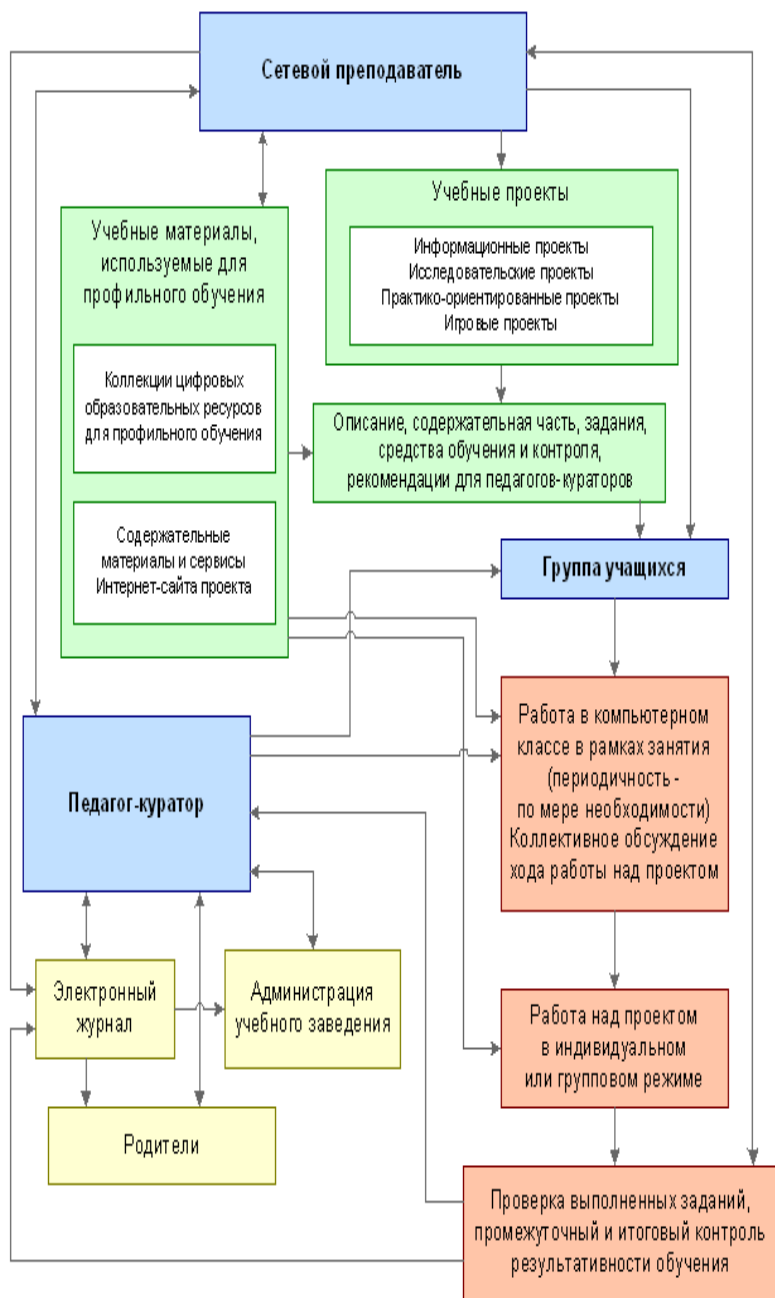 Сетевой преподаватель
Учебные материалы,
используемые для
профильного обучения
Коллекции цифровых
образовательных ресурсов
для профильного обучения
Содержательные
материалы и сервисы
Интернет-сайта проекта
Учебные проекты
Информационные проекты
Исследовательские проекты
Практико-ориентированные проекты
Игровые проекты
Описание, содержательная часть, задания,
средства обучения и контроля,
рекомендации для педагогов-кураторов
Группа учащихся
Педагог-куратор
Работа в компьютерном
классе в рамках занятия
(периодичность -
по мере необходимости)
Коллективное обсуждение
хода работы над проектом
Электронный
журнал
Администрация
учебного заведения
Родители
Работа над проектом
в индивидуальном
или групповом режиме
Проверка выполненных заданий,
промежуточный и итоговый контроль
результативности обучения